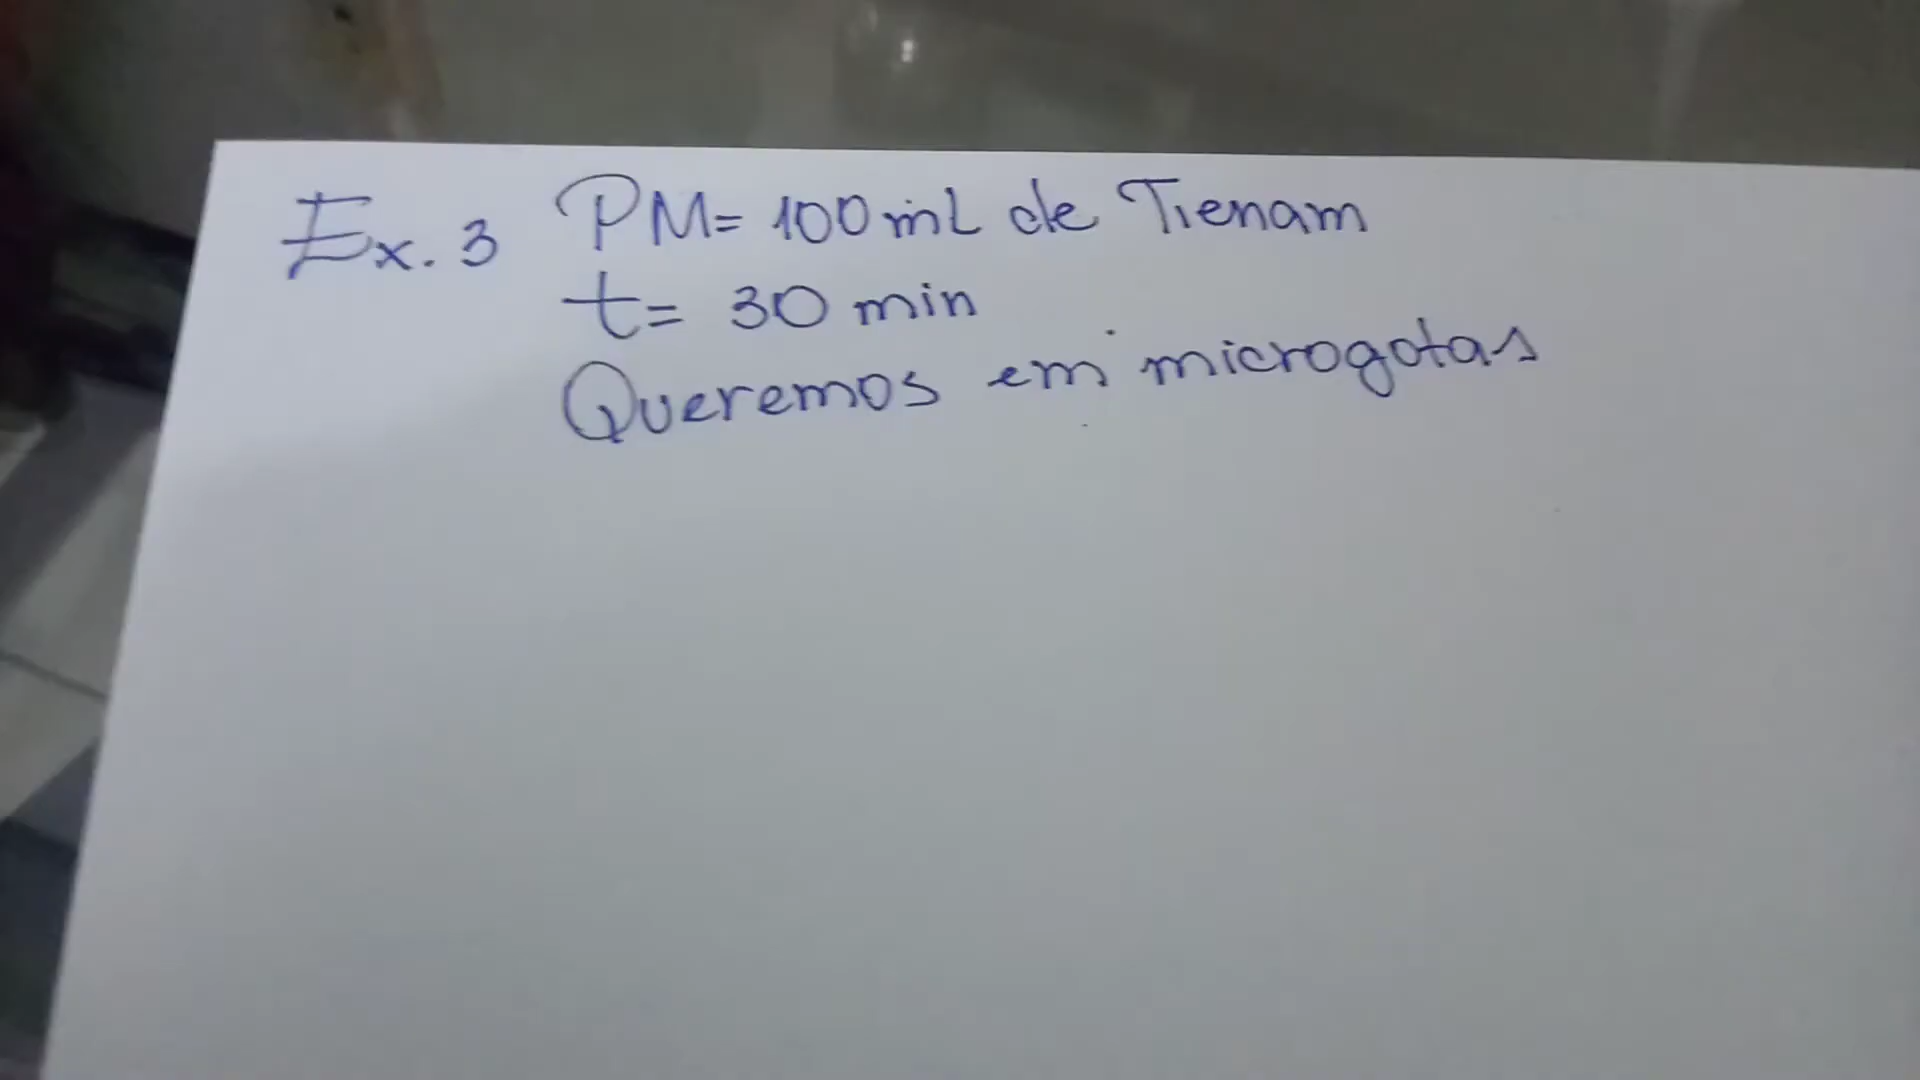 Ex. 3 PM= 100 mL de Tienam
t= 30 min
Queremos em microgotas